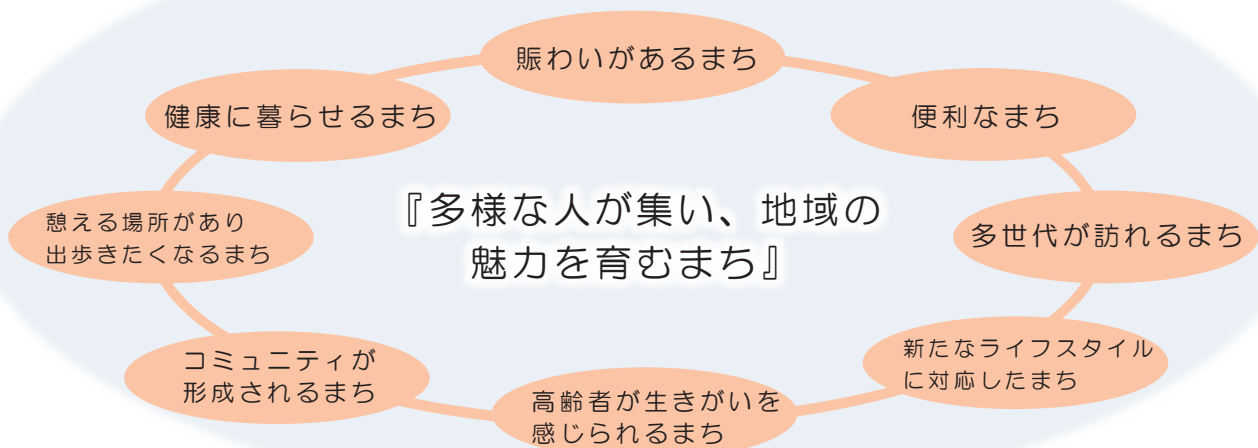 賑わいがあるまち
健康に暮らせるまち
便利なまち
憩える場所があり
出歩きたくなるまち
『多様な人が集い、地域の
魅力を育むまち』
多世代が訪れるまち
コミュニティが
形成されるまち
新たなライフスタイル
に対応したまち
高齢者が生きがいを
感じられるまち